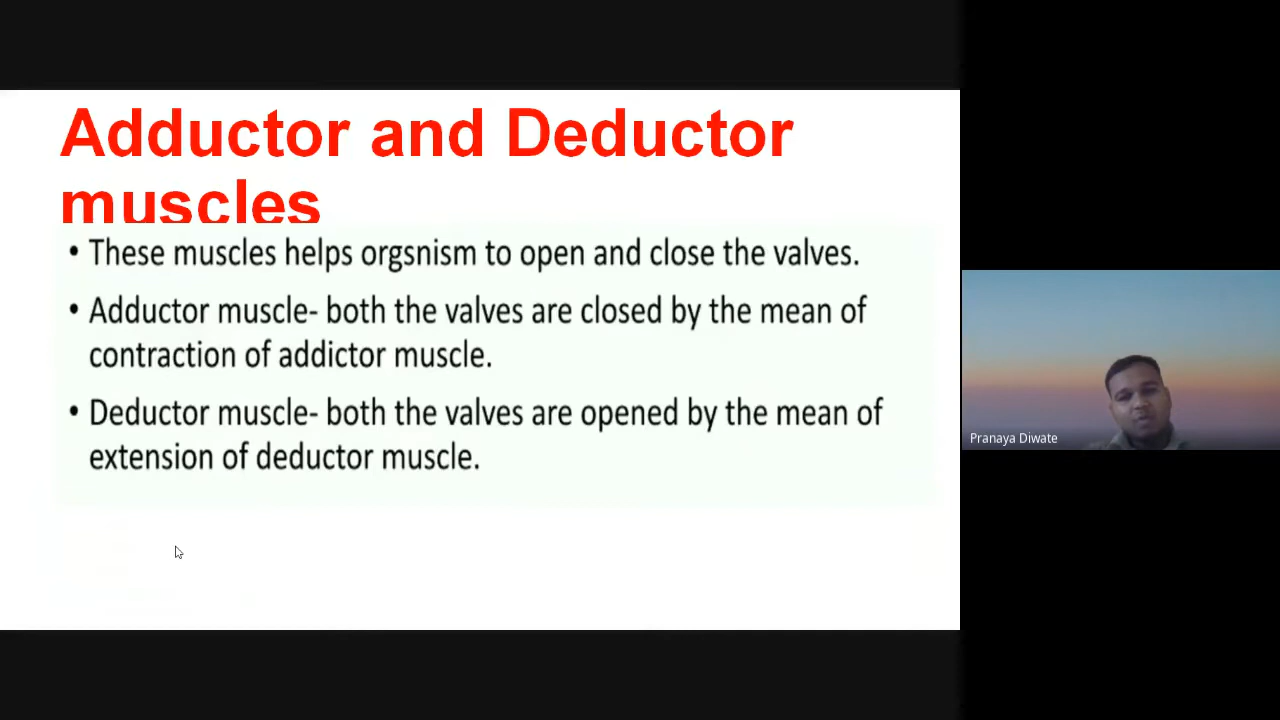 Adductor and Deductor
muscles
• These muscles helps orgsnism to open and close the valves.
• Adductor muscle- both the valves are closed by the mean of
contraction of addictor muscle.
• Deductor muscle- both the valves are opened by the mean of
extension of deductor muscle.
Pranaya Diwate